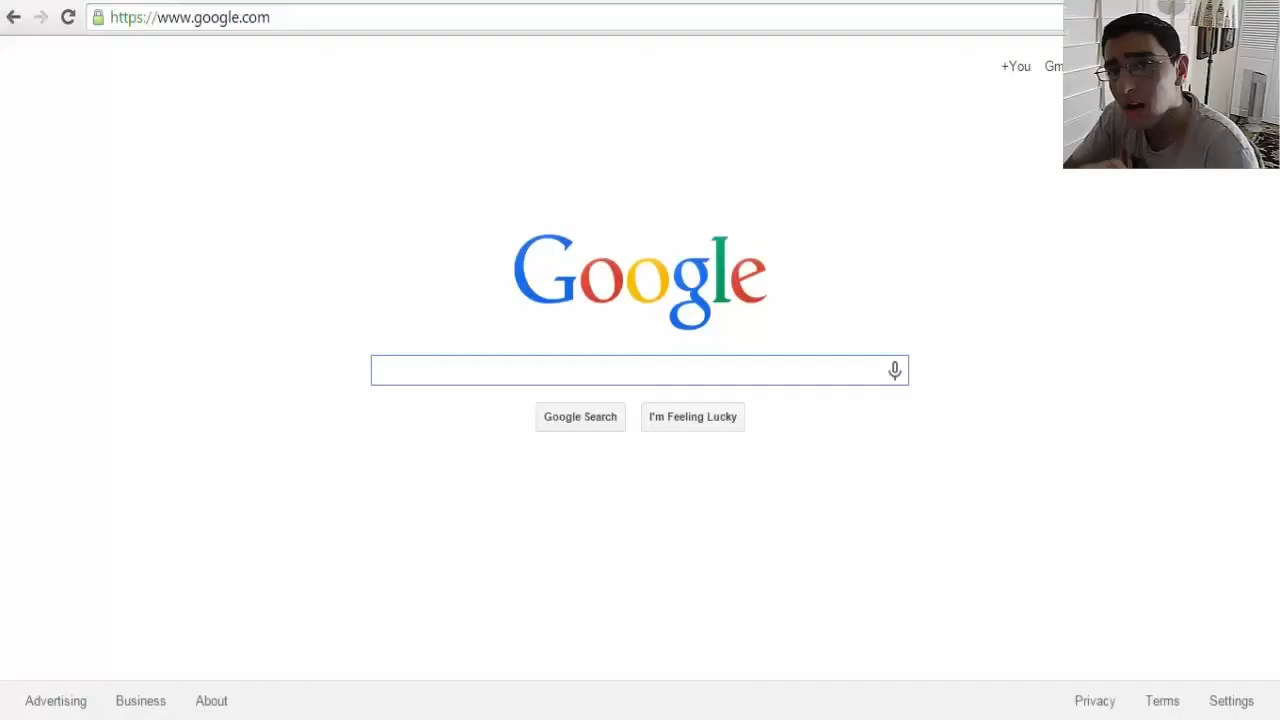 https://www.google.com
+You Gm
Google
Google Search I'm Feeling Lucky
Advertising Business About Privacy Terms Settings